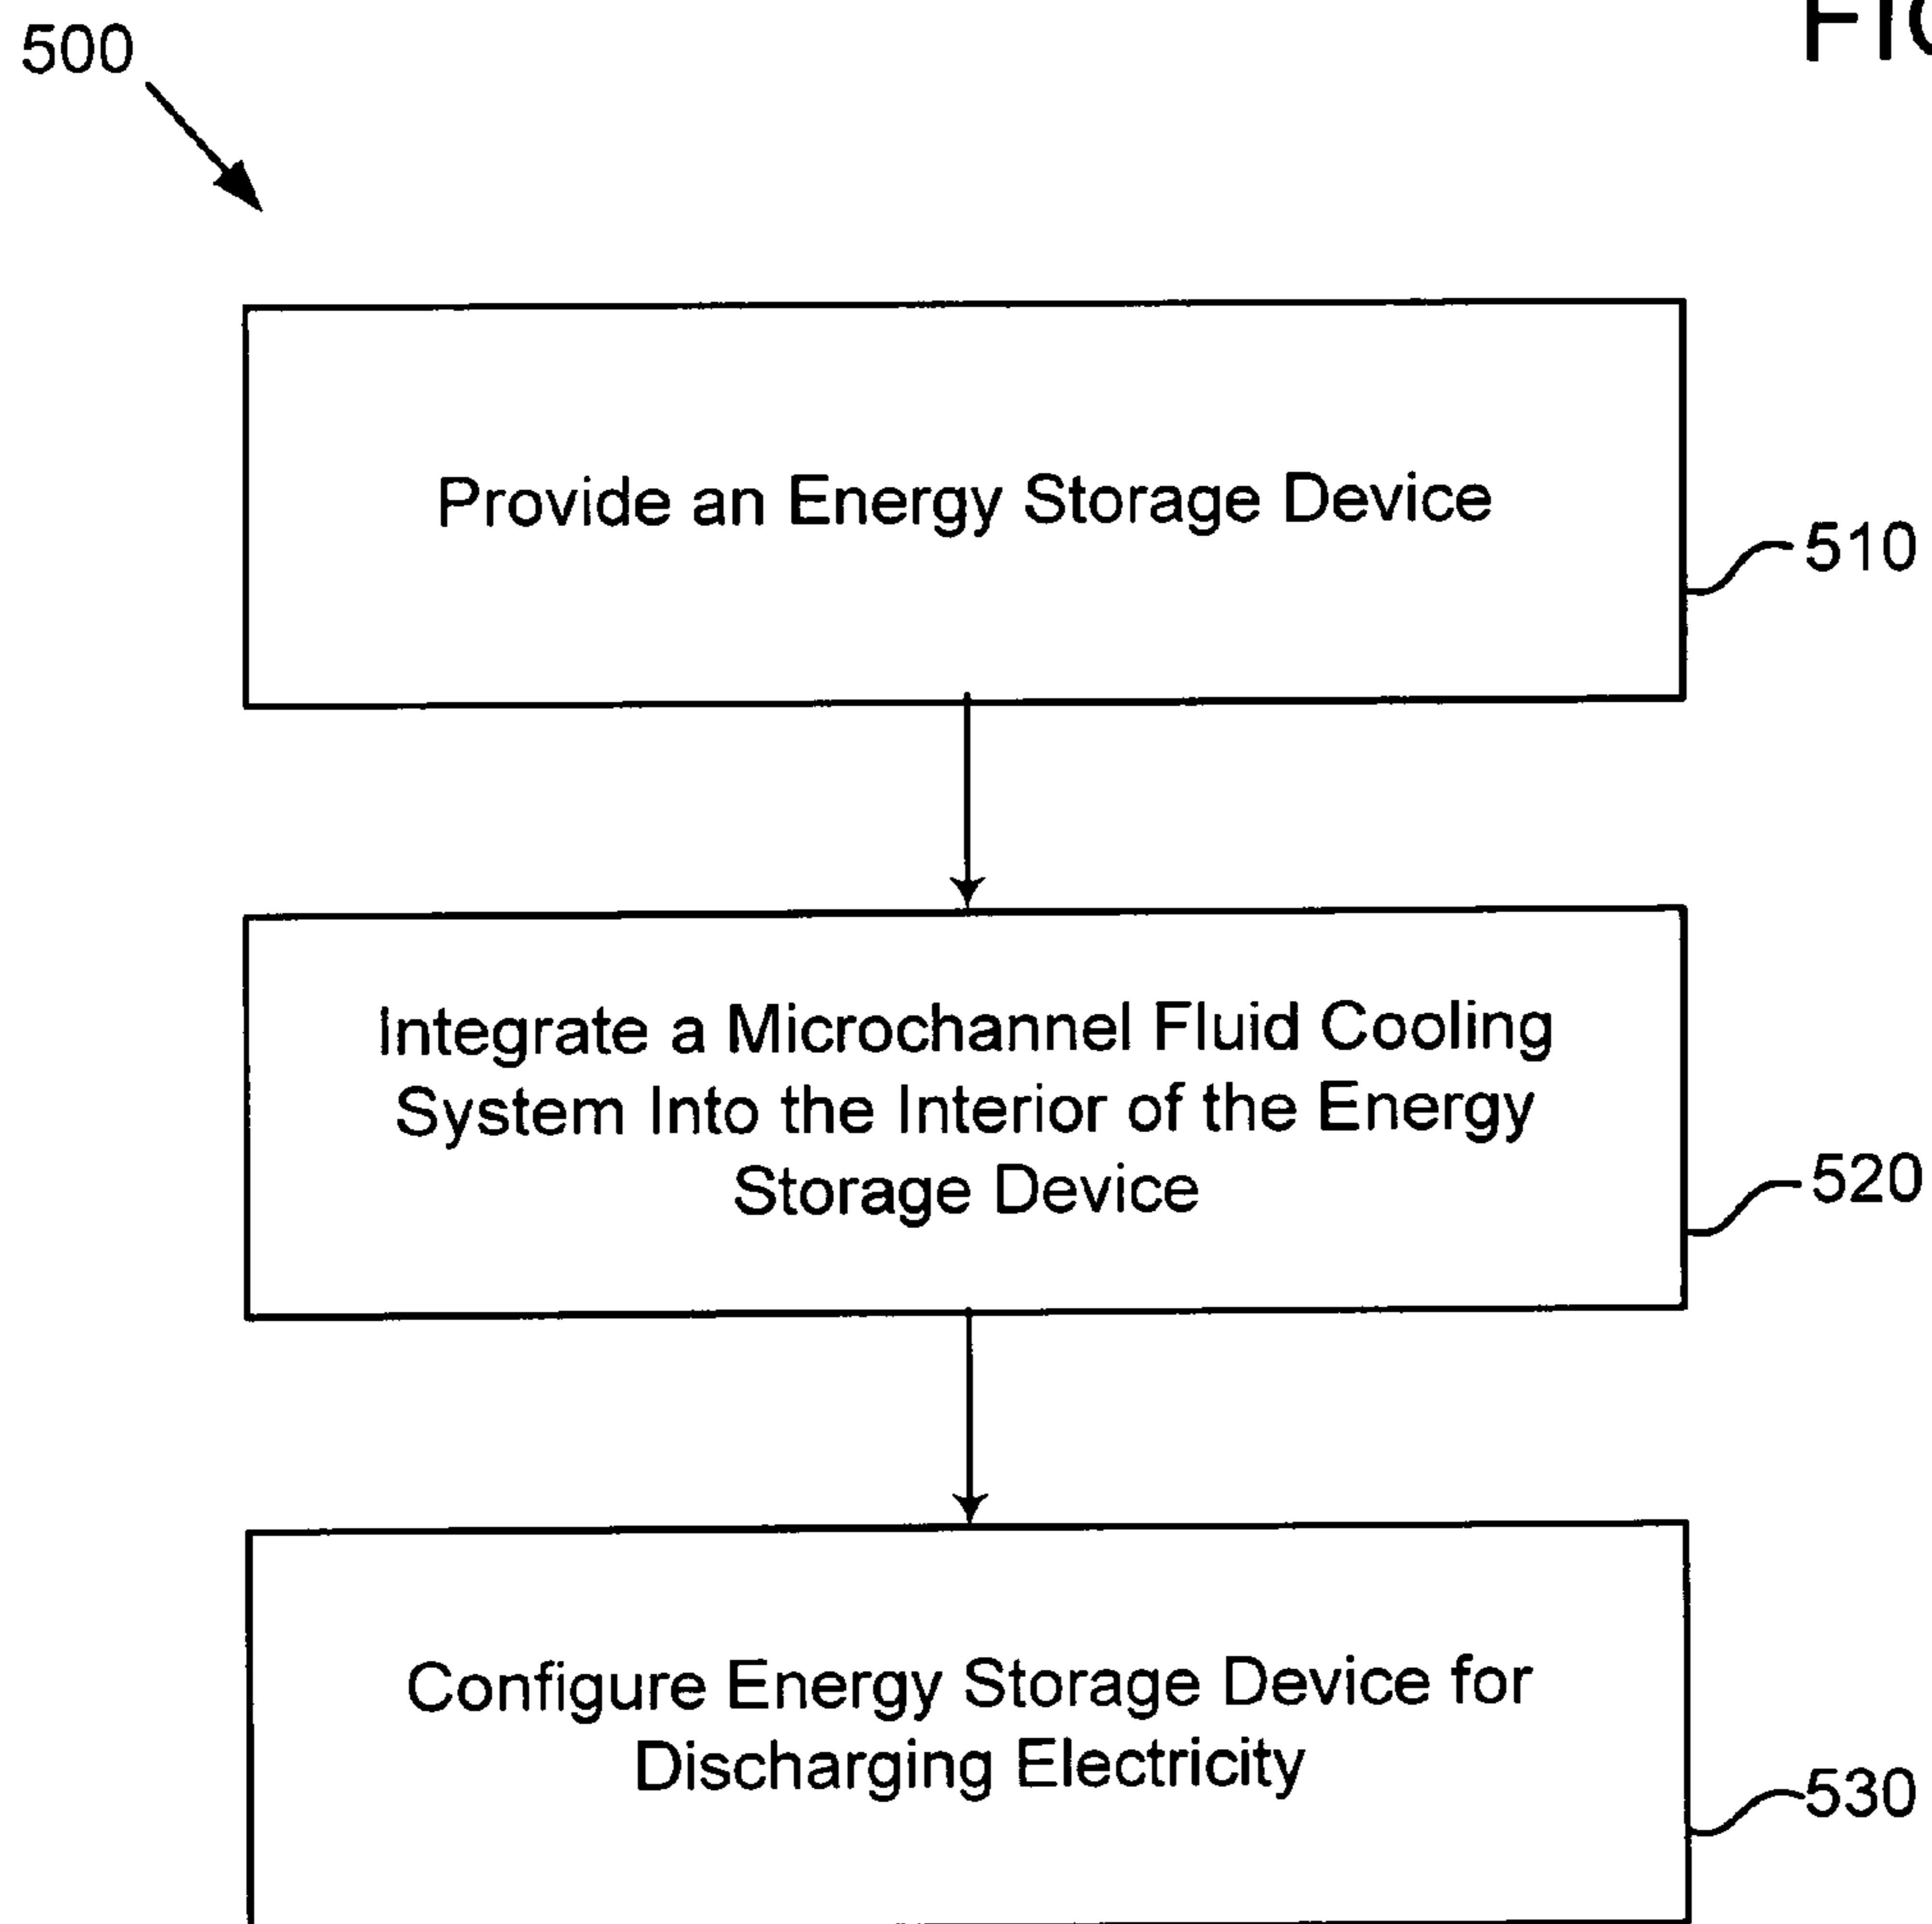 500
Provide an Energy Storage Device
510
Integrate a Microchannel Fluid Cooling
System Into the Interior of the Energy
Storage Device
520
Configure Energy Storage Device for
Discharging Electricity
530